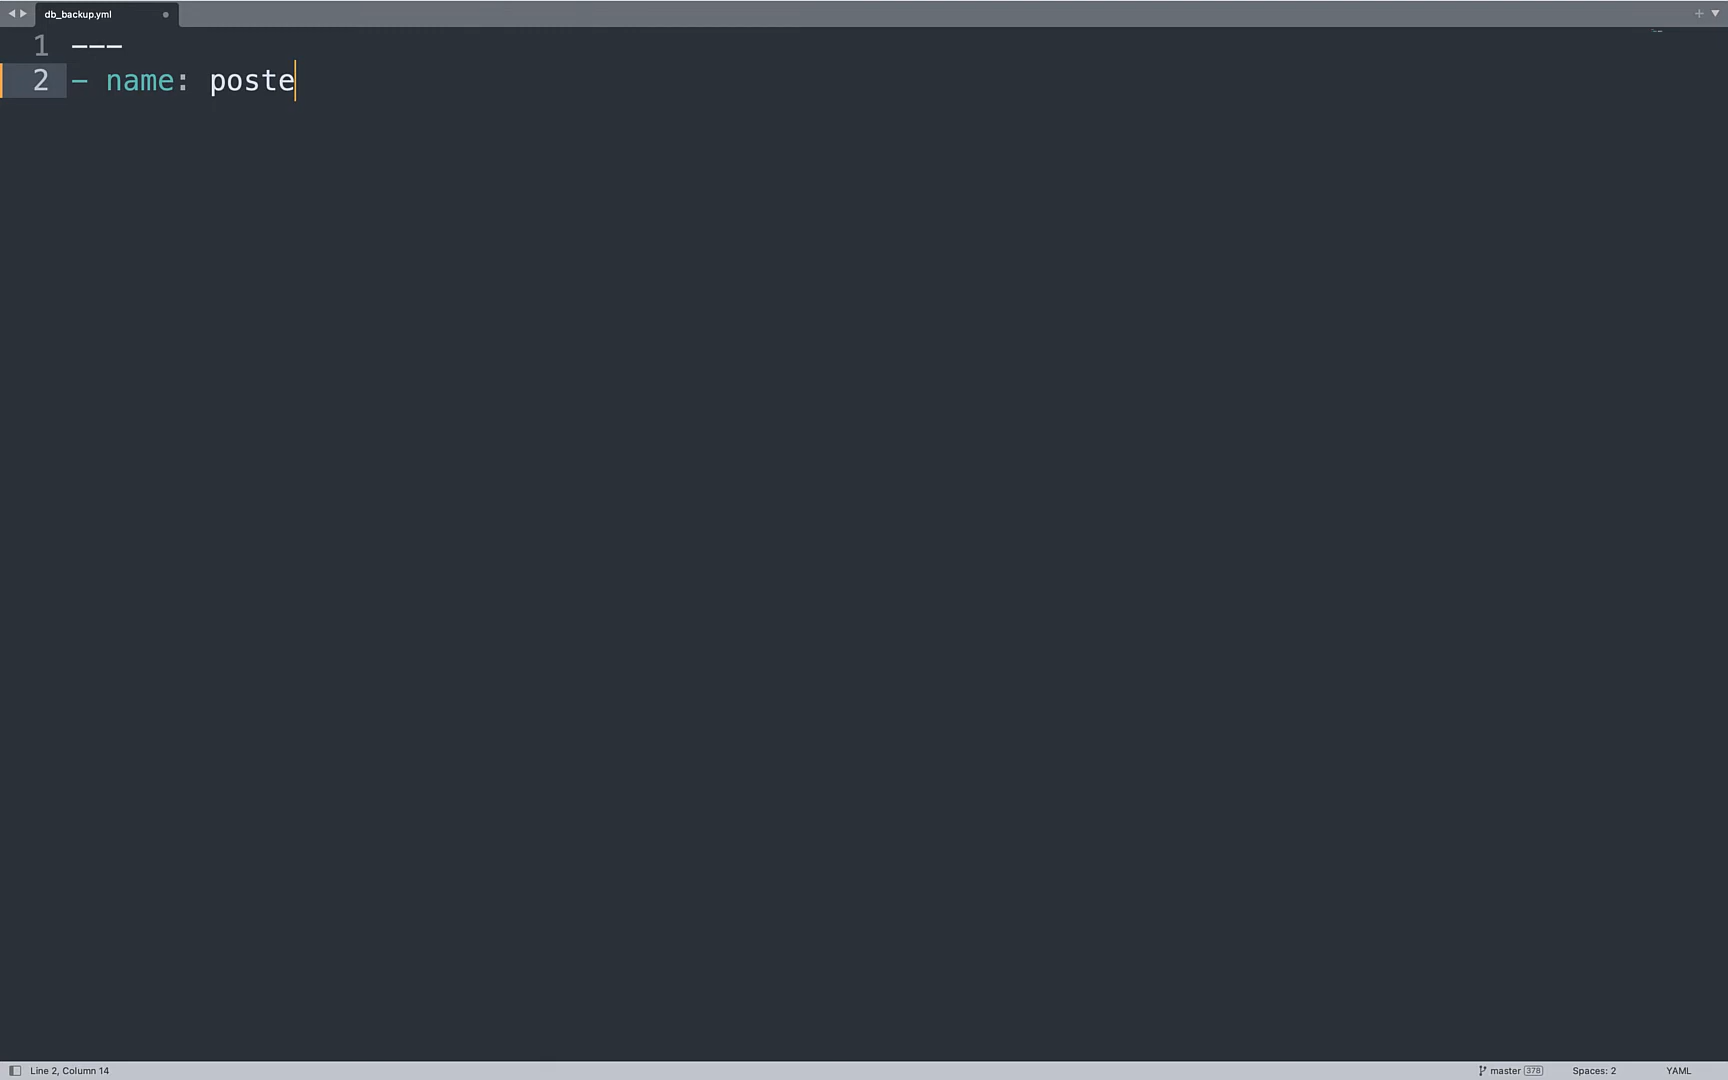 db_backup.yml
1 ---
2 - name: poste
Line 2, Column 14 master 378 Spaces: 2 YAML